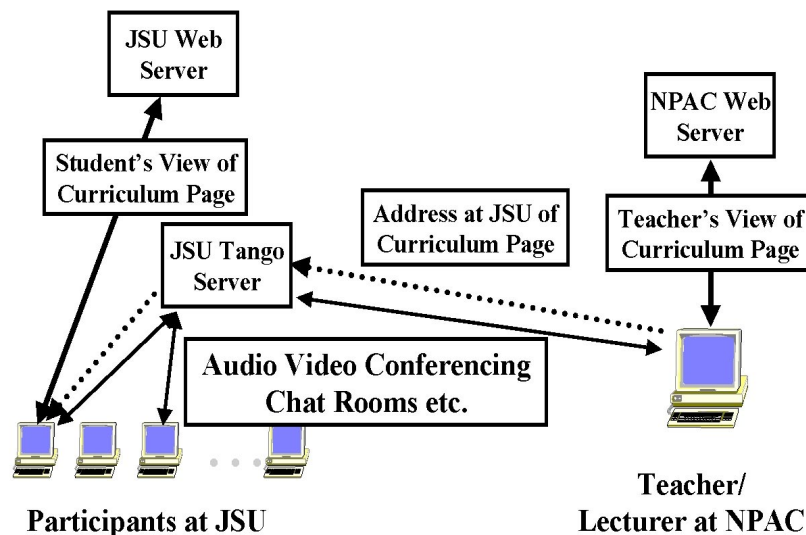 JSU Web
Server
NPAC Web
Server
Student's View of
Curriculum Page
Address at JSU of
Curriculum Page
Teacher's View of
Curriculum Page
JSU Tango
Server
Audio Video Conferencing
Chat Rooms etc.
Participants at JSU
Teacher/
Lecturer at NPAC